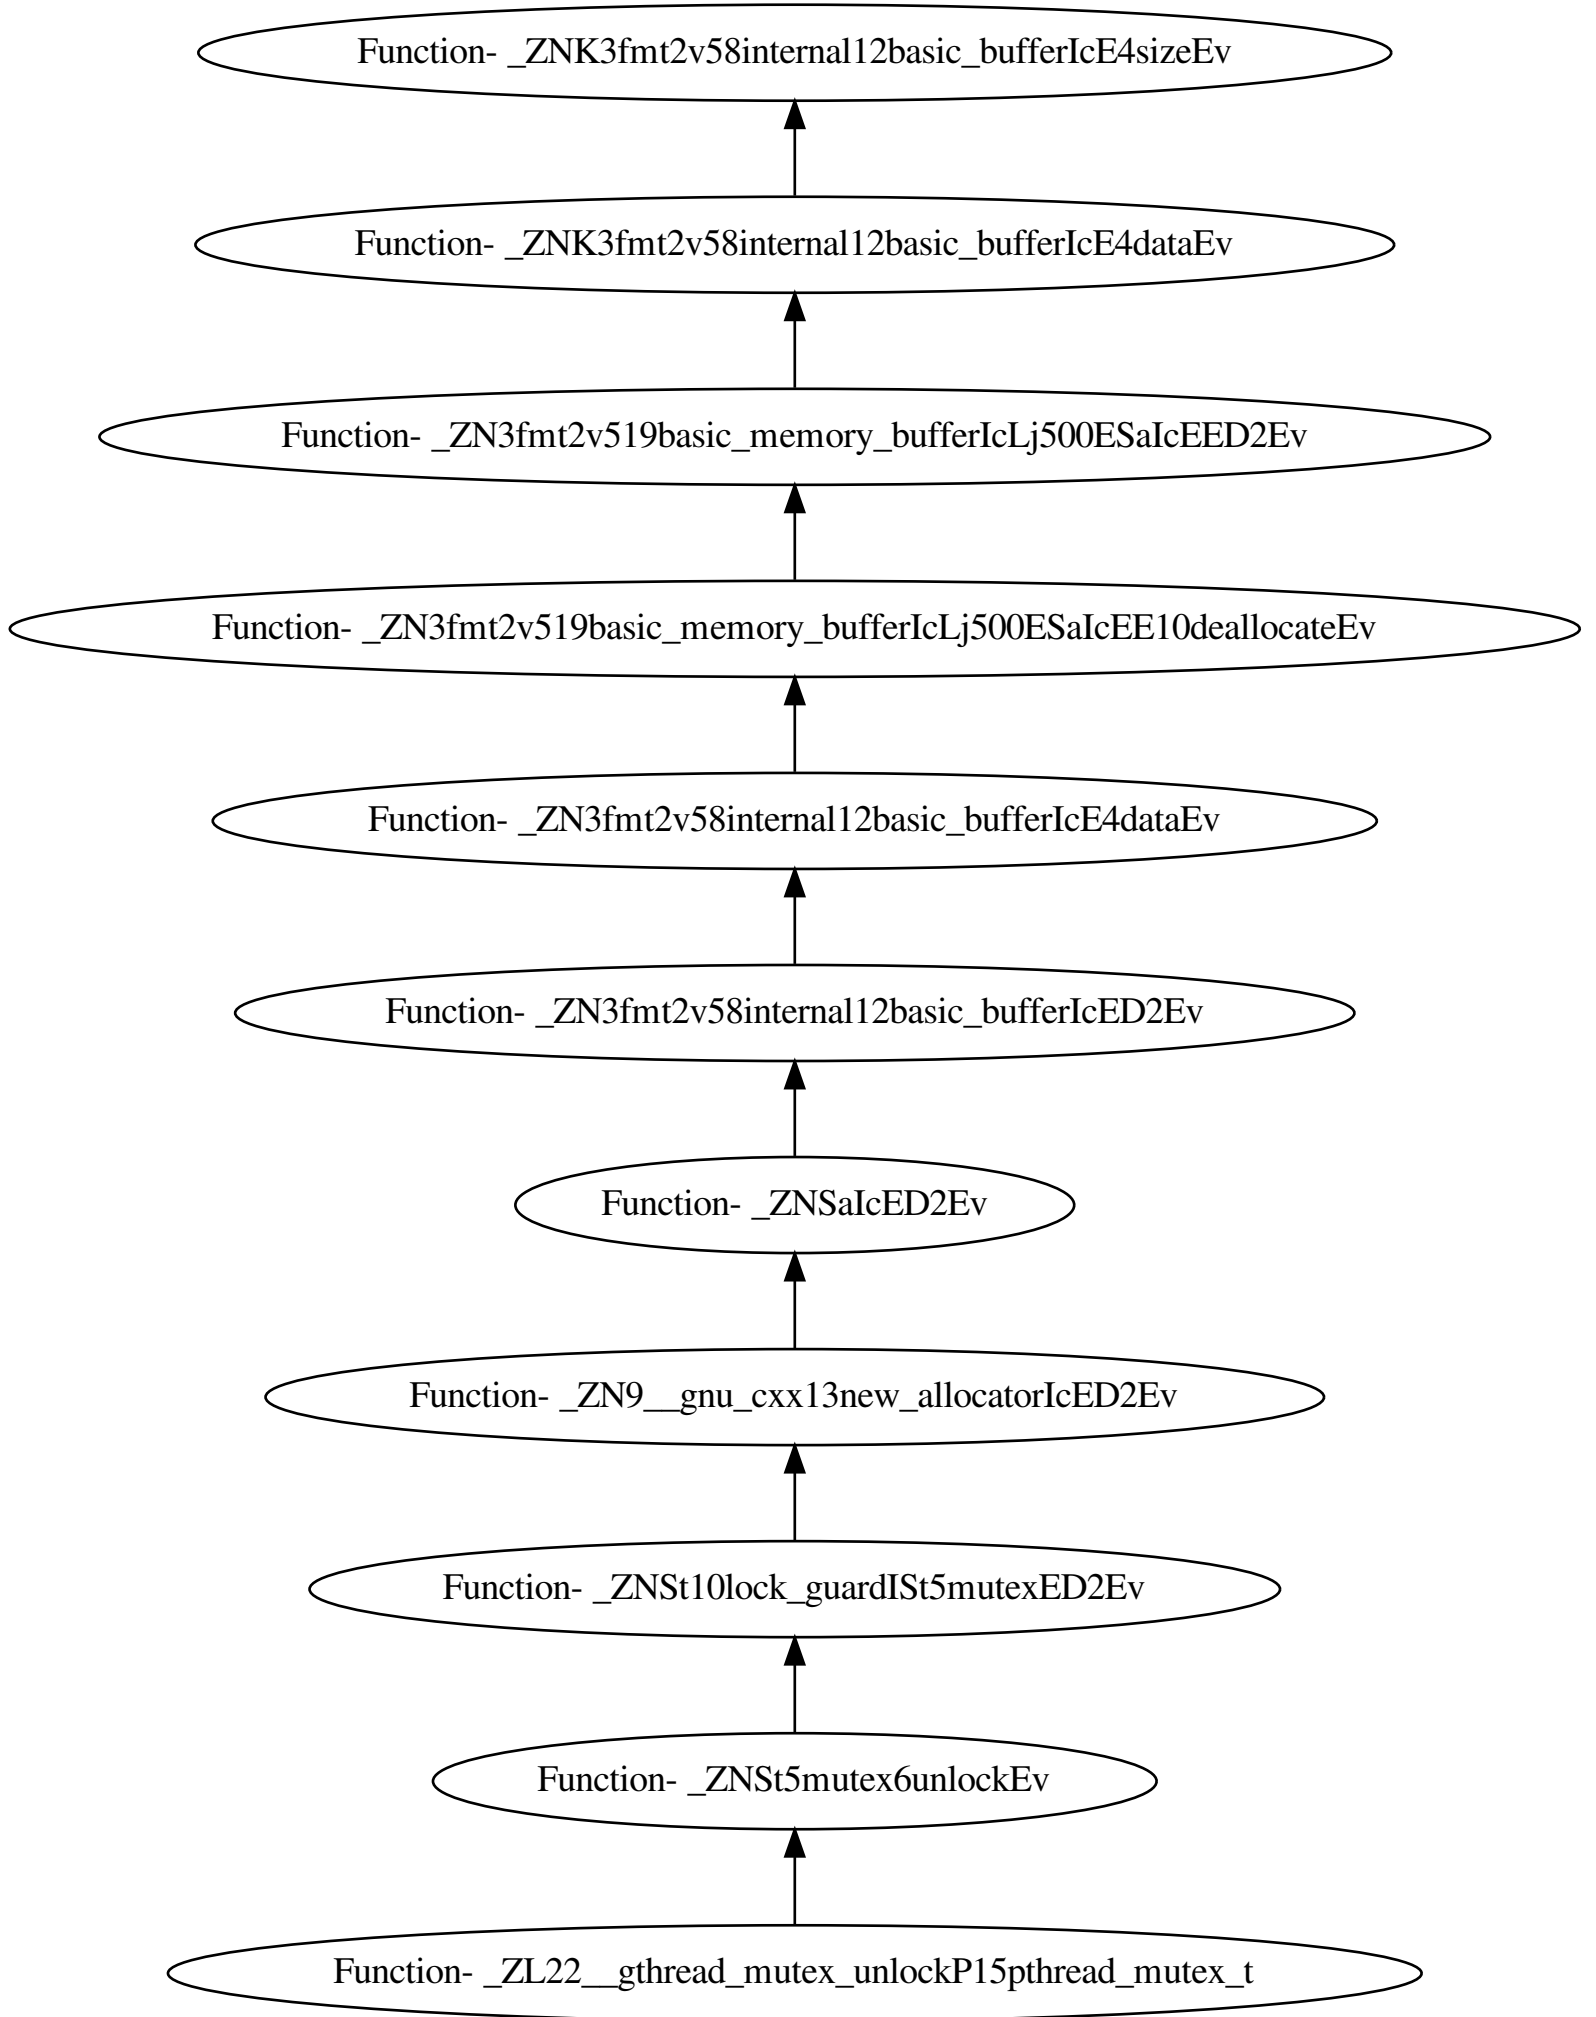 Function- _ZNK3fmt2v58internal12basic_bufferIcE4sizeEv
Function- _ZNK3fmt2v58internal12basic_bufferIcE4dataEv
Function- _ZN3fmt2v519basic_memory_bufferIcLj500ESaIcEED2Ev
Function- _ZN3fmt2v519basic_memory_bufferIcLj500ESaIcEE10deallocateEv
Function- _ZN3fmt2v58internal12basic_bufferIcE4dataEv
Function- _ZN3fmt2v58internal12basic_bufferIcED2Ev
Function- _ZNSaIcED2Ev
Function- _ZN9__gnu_cxx13new_allocatorIcED2Ev
Function- _ZNSt10lock_guardISt5mutexED2Ev
Function- _ZNSt5mutex6unlockEv
Function- _ZL22__gthread_mutex_unlockP15pthread_mutex_t